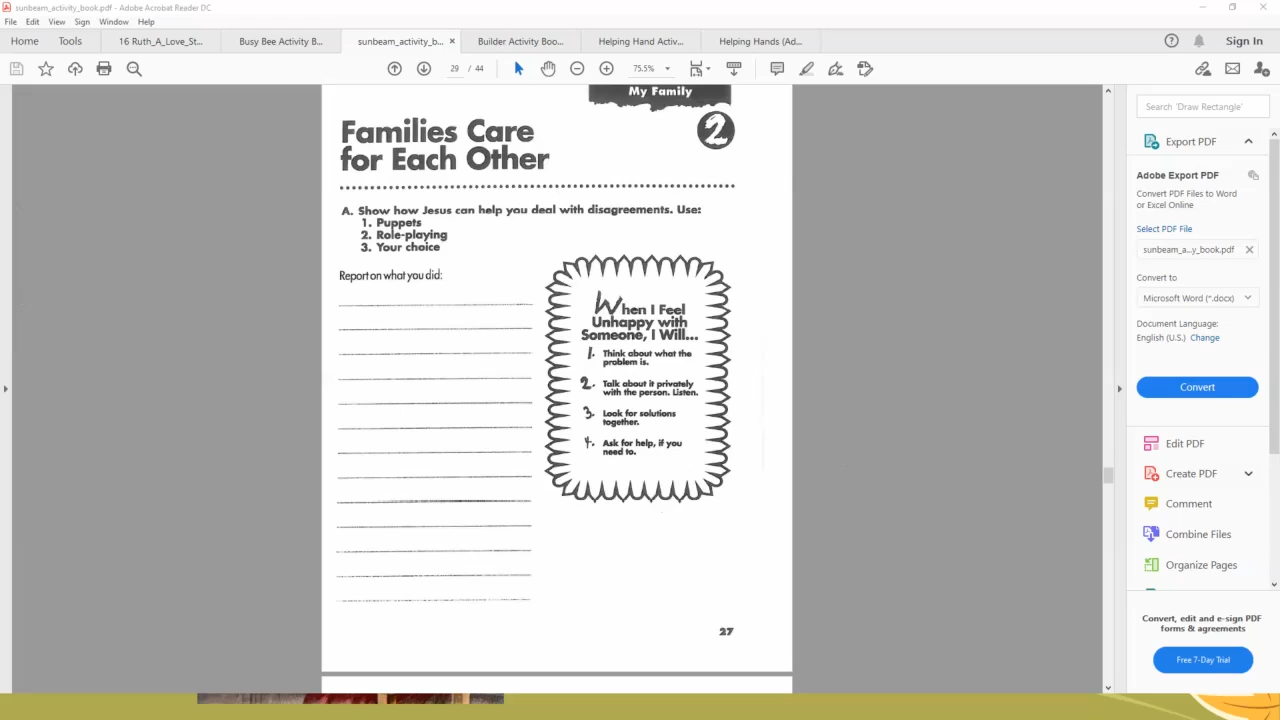 sunbeam_activity_book.pdf - Adobe Acrobat Reader DC
File Edit View Sign Window Help
Home Tools 16 Ruth_A_Love_St... Busy Bee Activity B... sunbeam_activity_b... × Builder Activity Boo... Helping Hand Activ... Helping Hands (Ad... Sign In
29 / 44 75.5%
My Family
2
Families Care
for Each Other
A. Show how Jesus can help you deal with disagreements. Use:
1. Puppets
2. Role-playing
3. Your choice
Report on what you did:
When I Feel
Unhappy with
Someone, I Will...
1. Think about what the
problem is.
2. Talk about it privately
with the person. Listen.
3. Look for solutions
together.
4. Ask for help, if you
need to.
27
Search 'Draw Rectangle'
Export PDF
Adobe Export PDF
Convert PDF Files to Word
or Excel Online
Select PDF File
sunbeam_a...y_book.pdf
Convert to
Microsoft Word (*.docx)
Document Language:
English (U.S.) Change
Convert
Edit PDF
Create PDF
Comment
Combine Files
Organize Pages
Convert, edit and e-sign PDF
forms & agreements
Free 7-Day Trial